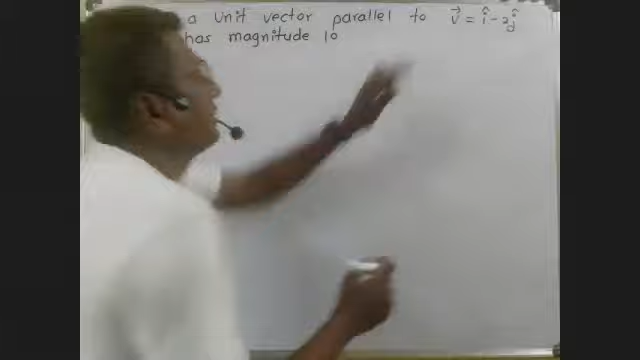 a unit vector parallel to v⃗ = î - 2ĵ
has magnitude 10